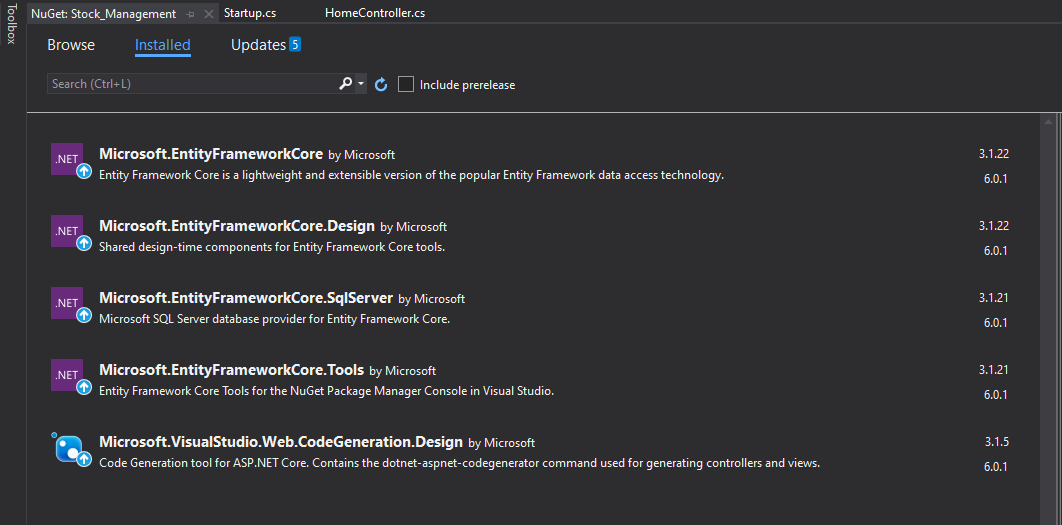 Toolbox
NuGet: Stock_Management Startup.cs HomeController.cs
Browse Installed Updates 5
Search (Ctrl+L) Include prerelease
.NET Microsoft.EntityFrameworkCore by Microsoft 3.1.22
Entity Framework Core is a lightweight and extensible version of the popular Entity Framework data access technology. 6.0.1
.NET Microsoft.EntityFrameworkCore.Design by Microsoft 3.1.22
Shared design-time components for Entity Framework Core tools. 6.0.1
.NET Microsoft.EntityFrameworkCore.SqlServer by Microsoft 3.1.21
Microsoft SQL Server database provider for Entity Framework Core. 6.0.1
.NET Microsoft.EntityFrameworkCore.Tools by Microsoft 3.1.21
Entity Framework Core Tools for the NuGet Package Manager Console in Visual Studio. 6.0.1
Microsoft.VisualStudio.Web.CodeGeneration.Design by Microsoft 3.1.5
Code Generation tool for ASP.NET Core. Contains the dotnet-aspnet-codegenerator command used for generating controllers and views. 6.0.1